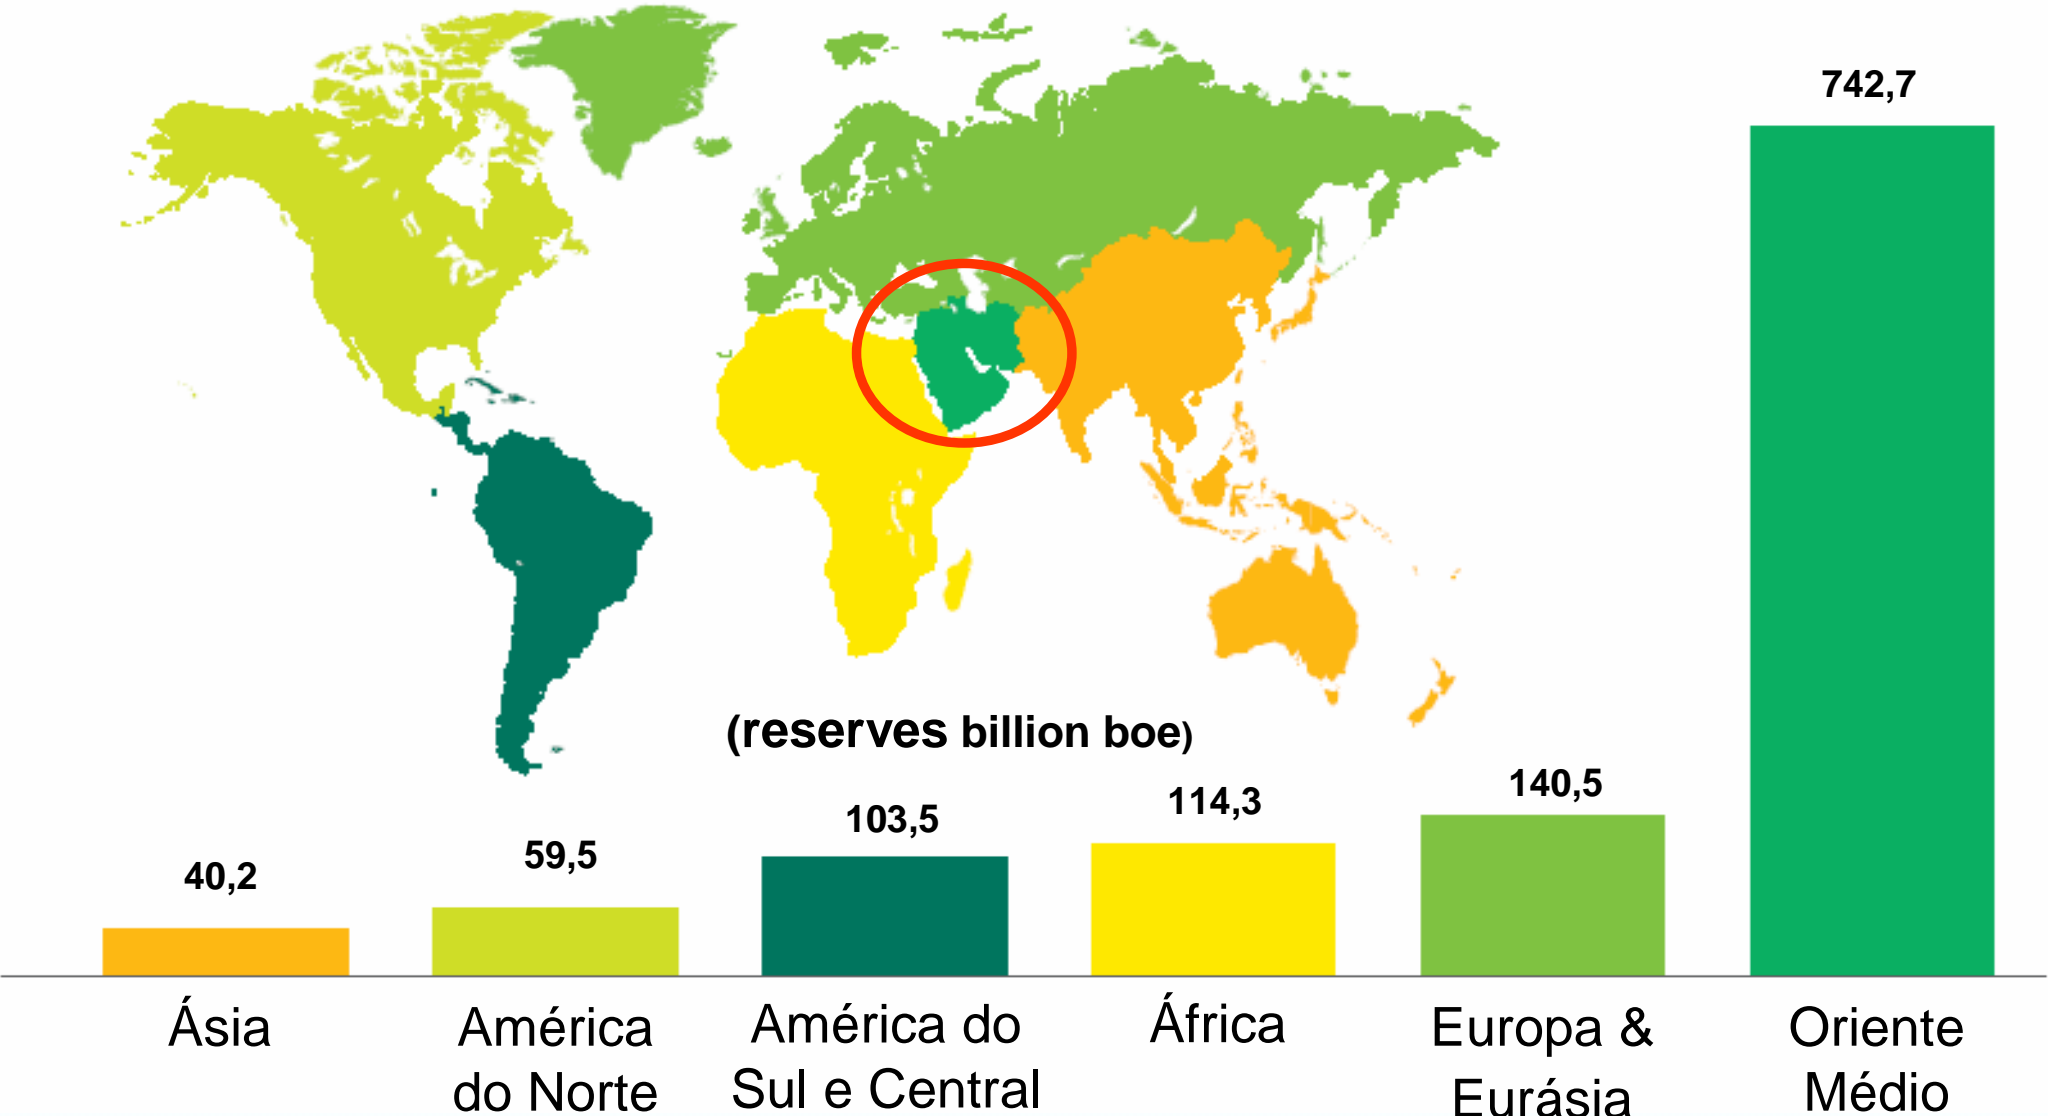 742,7
(reserves billion boe)
140,5
114,3
103,5
59,5
40,2
Ásia
América
do Norte
América do
Sul e Central
África
Europa &
Eurásia
Oriente
Médio